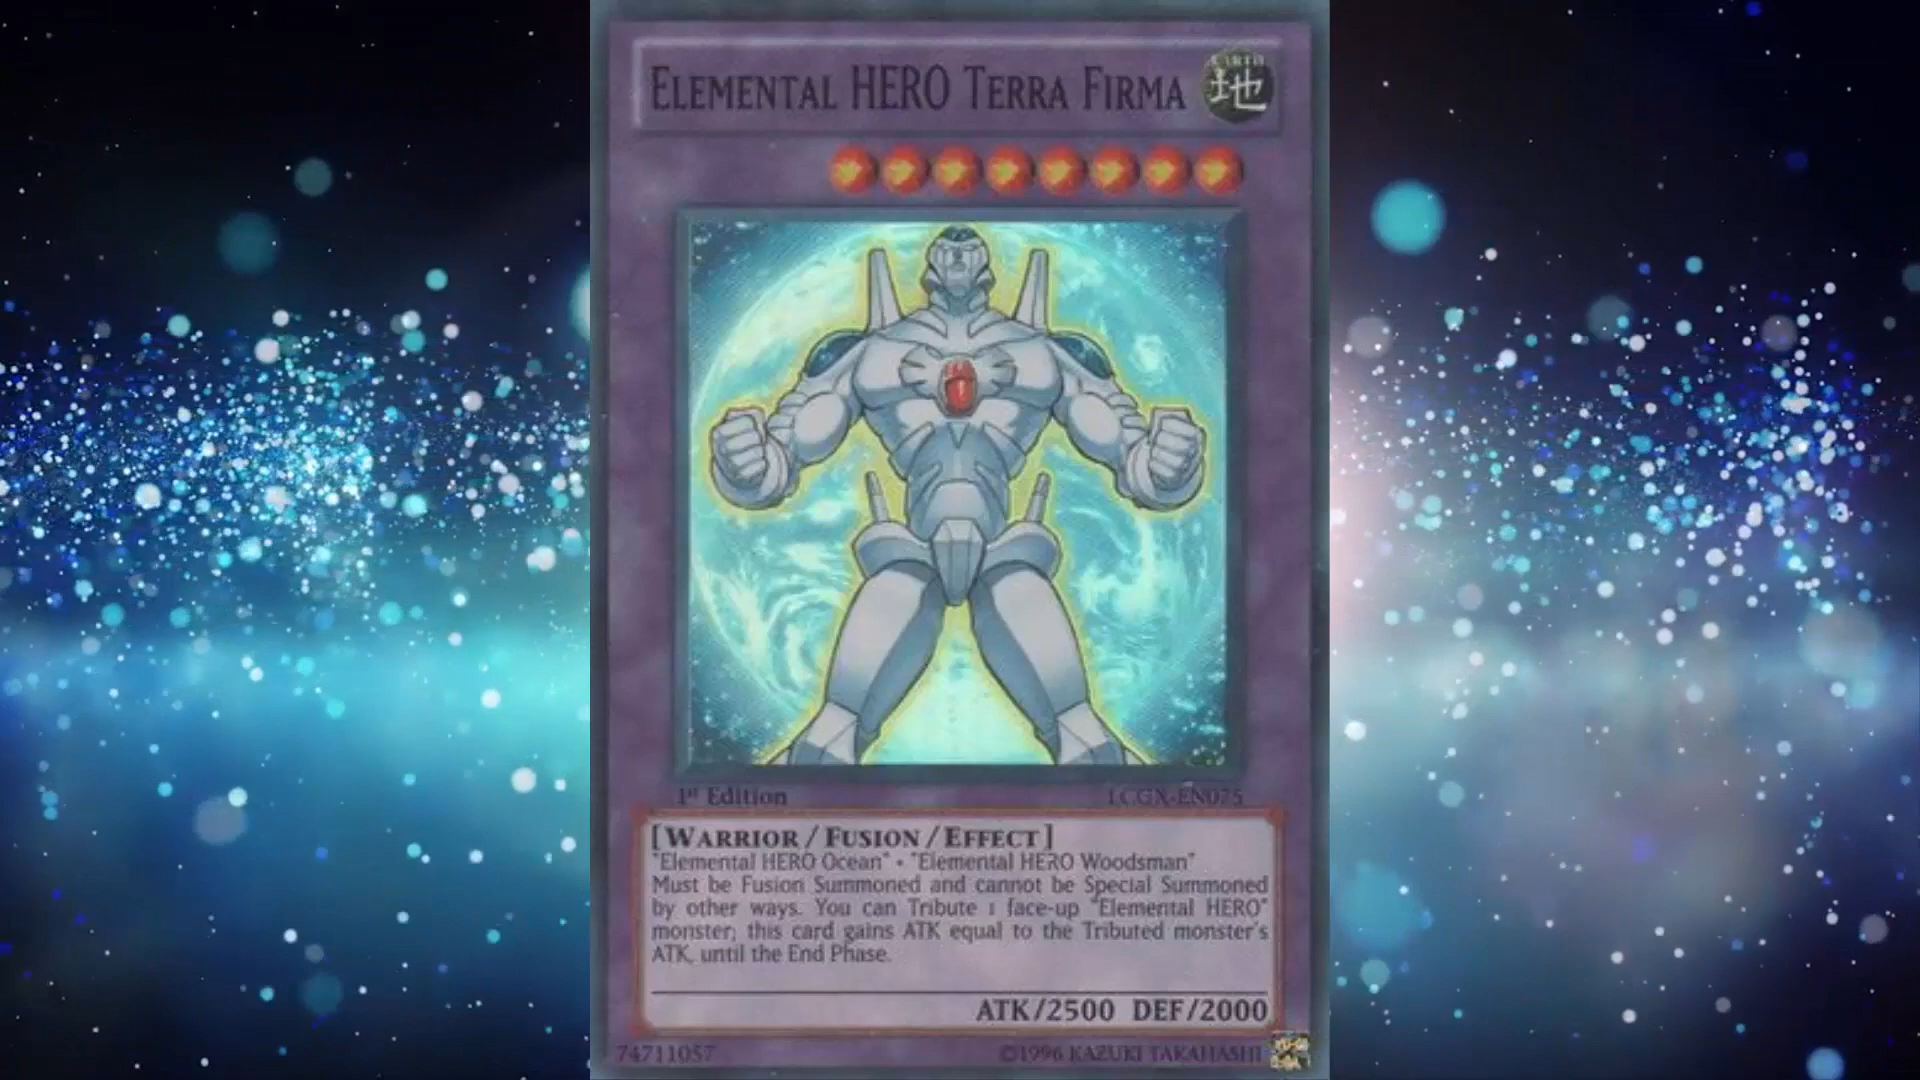 Elemental HERO Terra Firma
EARTH
地
1st Edition
LCGX-EN075
[Warrior / Fusion / Effect]
"Elemental HERO Ocean" • "Elemental HERO Woodsman"
Must be Fusion Summoned and cannot be Special Summoned
by other ways. You can Tribute 1 face-up "Elemental HERO"
monster; this card gains ATK equal to the Tributed monster's
ATK, until the End Phase.
ATK/2500 DEF/2000
74711057
©1996 KAZUKI TAKAHASHI